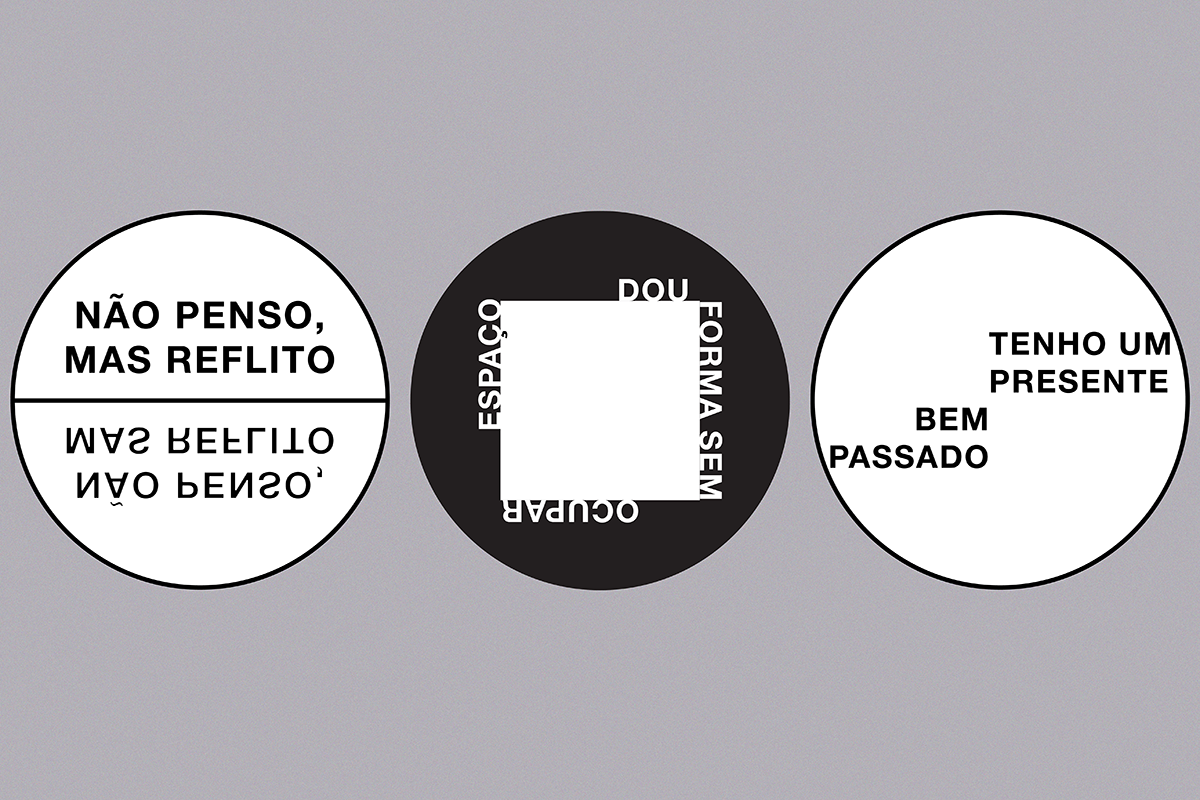 NÃO PENSO,
MAS REFLITO
MAS REFLITO
NÃO PENSO,
DOU
FORMA SEM
OCUPAR
ESPAÇO
TENHO UM
PRESENTE
BEM
PASSADO